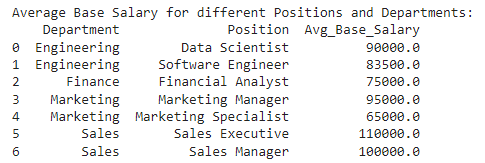 Average Base Salary for different Positions and Departments:
Department Position Avg_Base_Salary
0 Engineering Data Scientist 90000.0
1 Engineering Software Engineer 83500.0
2 Finance Financial Analyst 75000.0
3 Marketing Marketing Manager 95000.0
4 Marketing Marketing Specialist 65000.0
5 Sales Sales Executive 110000.0
6 Sales Sales Manager 100000.0